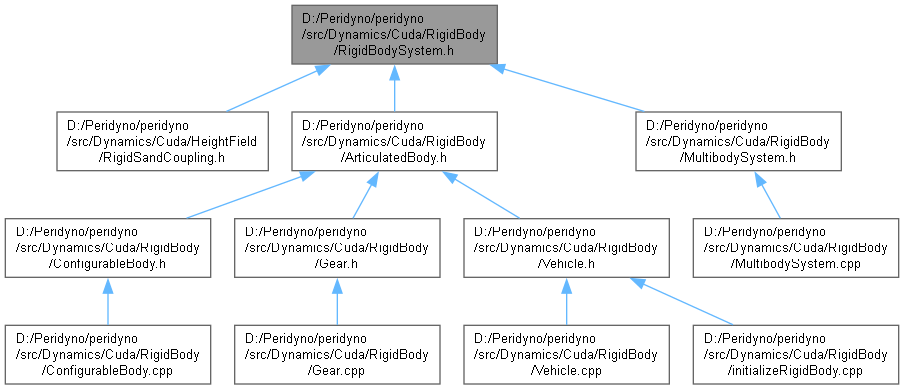 D:/Peridyno/peridyno
/src/Dynamics/Cuda/RigidBody
/RigidBodySystem.h
D:/Peridyno/peridyno
/src/Dynamics/Cuda/HeightField
/RigidSandCoupling.h
D:/Peridyno/peridyno
/src/Dynamics/Cuda/RigidBody
/ArticulatedBody.h
D:/Peridyno/peridyno
/src/Dynamics/Cuda/RigidBody
/MultibodySystem.h
D:/Peridyno/peridyno
/src/Dynamics/Cuda/RigidBody
/ConfigurableBody.h
D:/Peridyno/peridyno
/src/Dynamics/Cuda/RigidBody
/Gear.h
D:/Peridyno/peridyno
/src/Dynamics/Cuda/RigidBody
/Vehicle.h
D:/Peridyno/peridyno
/src/Dynamics/Cuda/RigidBody
/MultibodySystem.cpp
D:/Peridyno/peridyno
/src/Dynamics/Cuda/RigidBody
/ConfigurableBody.cpp
D:/Peridyno/peridyno
/src/Dynamics/Cuda/RigidBody
/Gear.cpp
D:/Peridyno/peridyno
/src/Dynamics/Cuda/RigidBody
/Vehicle.cpp
D:/Peridyno/peridyno
/src/Dynamics/Cuda/RigidBody
/initializeRigidBody.cpp